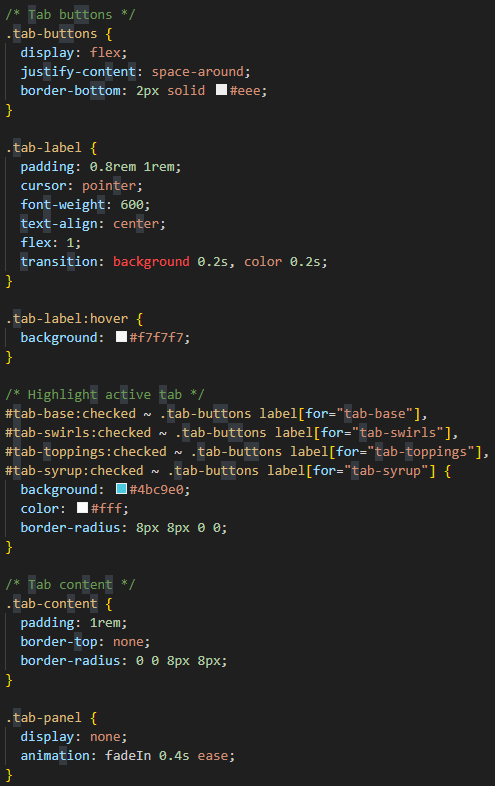 /* Tab buttons */
.tab-buttons {
  display: flex;
  justify-content: space-around;
  border-bottom: 2px solid #eee;
}

.tab-label {
  padding: 0.8rem 1rem;
  cursor: pointer;
  font-weight: 600;
  text-align: center;
  flex: 1;
  transition: background 0.2s, color 0.2s;
}

.tab-label:hover {
  background: #f7f7f7;
}

/* Highlight active tab */
#tab-base:checked ~ .tab-buttons label[for="tab-base"],
#tab-swirls:checked ~ .tab-buttons label[for="tab-swirls"],
#tab-toppings:checked ~ .tab-buttons label[for="tab-toppings"],
#tab-syrup:checked ~ .tab-buttons label[for="tab-syrup"] {
  background: #4bc9e0;
  color: #fff;
  border-radius: 8px 8px 0 0;
}

/* Tab content */
.tab-content {
  padding: 1rem;
  border-top: none;
  border-radius: 0 0 8px 8px;
}

.tab-panel {
  display: none;
  animation: fadeIn 0.4s ease;
}